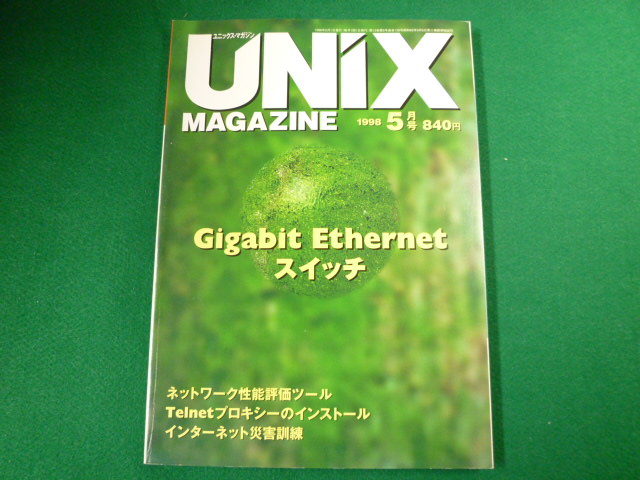 ユニックス・マガジン
UNIX
MAGAZINE
1998 5月号 840円
Gigabit Ethernet
スイッチ
ネットワーク性能評価ツール
Telnetプロキシーのインストール
インターネット災害訓練